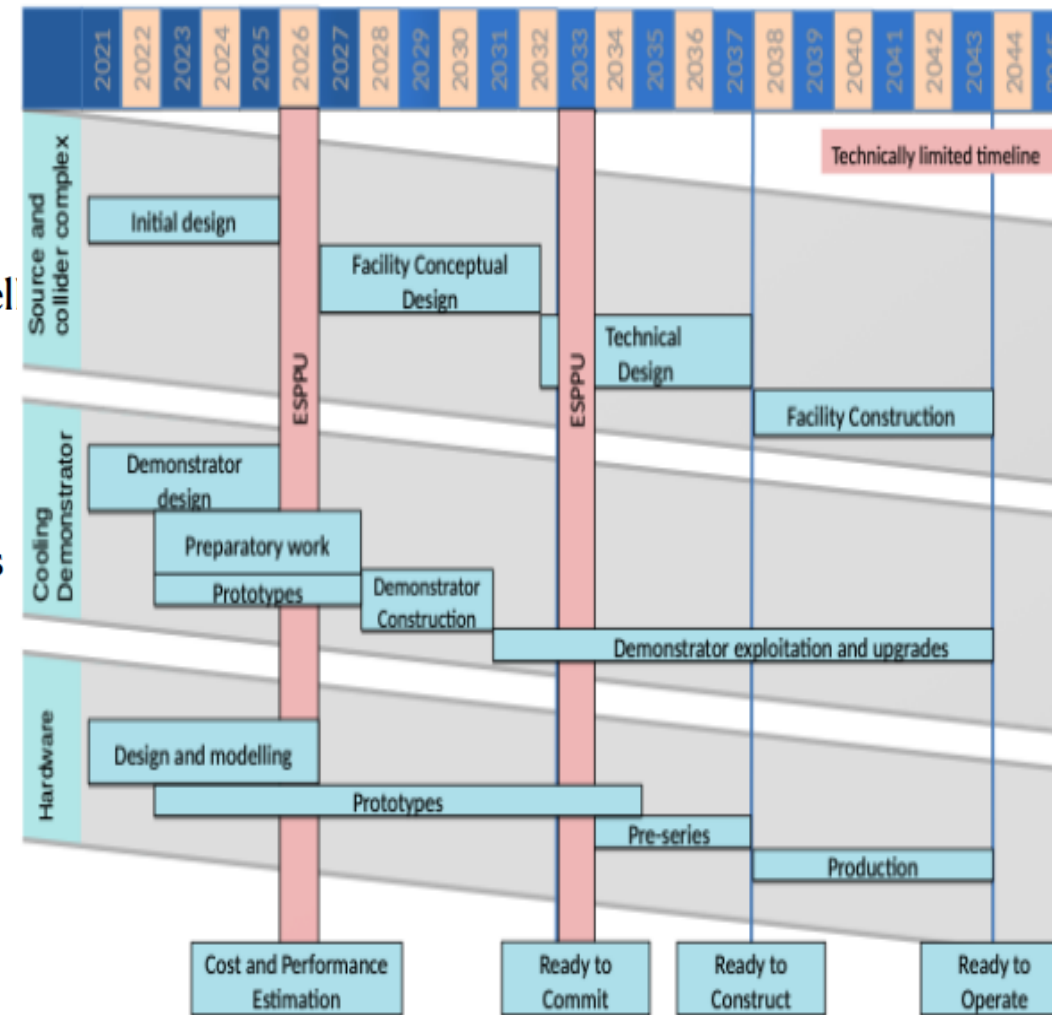 2021 2022 2023 2024 2025 2026 2027 2028 2029 2030 2031 2032 2033 2034 2035 2036 2037 2038 2039 2040 2041 2042 2043 2044
Technically limited timeline
Source and
collider complex
Initial design
Facility Conceptual
Design
Technical
Design
Facility Construction
ESPPU
ESPPU
Cooling
Demonstrator
Demonstrator
design
Preparatory work
Prototypes
Demonstrator
Construction
Demonstrator exploitation and upgrades
Hardware
Design and modelling
Prototypes
Pre-series
Production
Cost and Performance
Estimation
Ready to
Commit
Ready to
Construct
Ready to
Operate